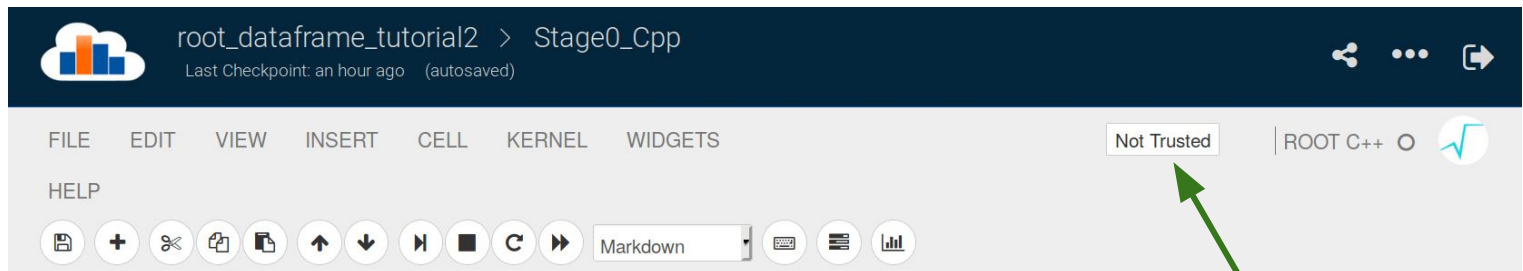 root_dataframe_tutorial2 > Stage0_Cpp
Last Checkpoint: an hour ago (autosaved)
FILE EDIT VIEW INSERT CELL KERNEL WIDGETS
Not Trusted
ROOT C++
HELP
Markdown